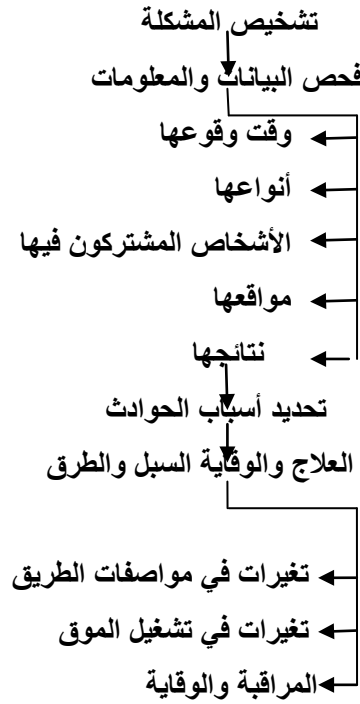 تشخيص المشكلة
فحص البيانات والمعلومات
وقت وقوعها
أنواعها
الأشخاص المشتركون فيها
مواقعها
نتائجها
تحديد أسباب الحوادث
العلاج والوقاية السبل والطرق
تغيرات في مواصفات الطريق
تغيرات في تشغيل الموق
المراقبة والوقاية